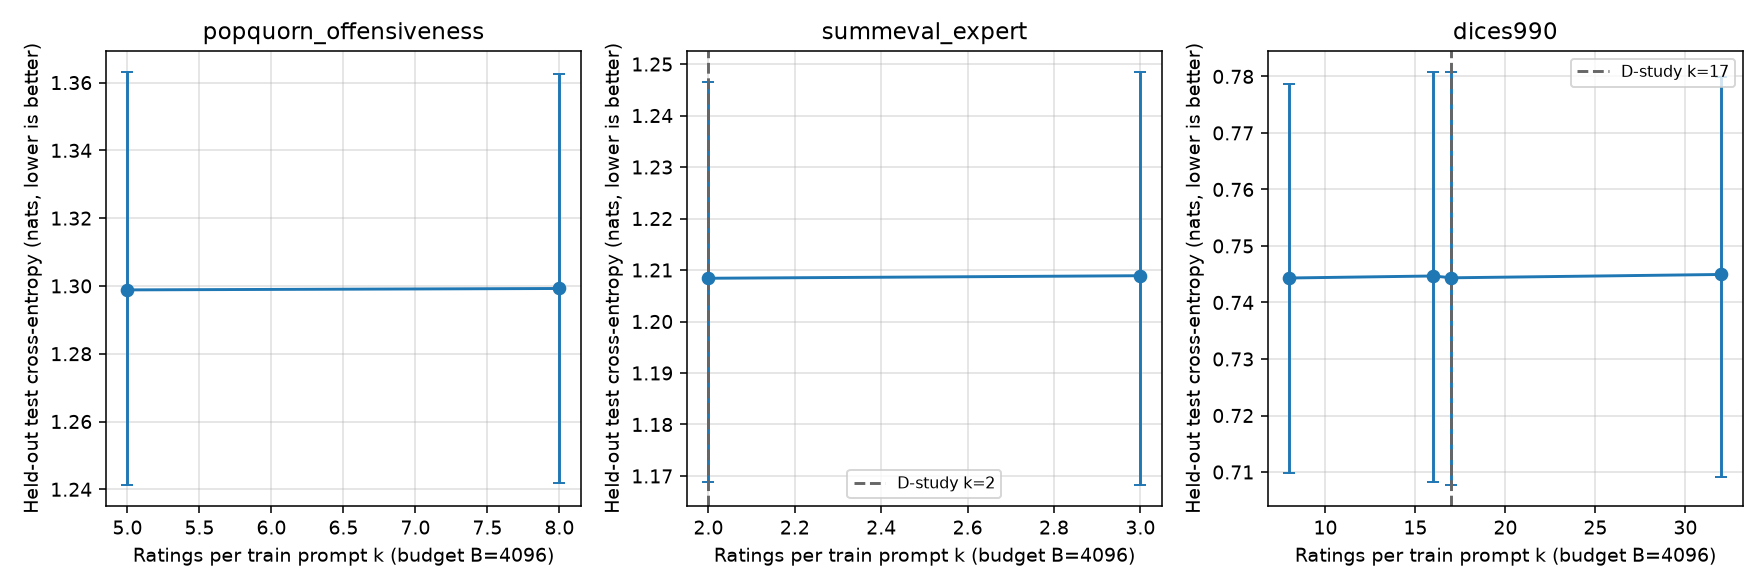 popquorn_offensiveness
Held-out test cross-entropy (nats, lower is better)
1.36
1.34
1.32
1.30
1.28
1.26
1.24
5.0 5.5 6.0 6.5 7.0 7.5 8.0
Ratings per train prompt k (budget B=4096)
summeval_expert
Held-out test cross-entropy (nats, lower is better)
1.25
1.24
1.23
1.22
1.21
1.20
1.19
1.18
1.17
D-study k=2
2.0 2.2 2.4 2.6 2.8 3.0
Ratings per train prompt k (budget B=4096)
dices990
Held-out test cross-entropy (nats, lower is better)
D-study k=17
0.78
0.77
0.76
0.75
0.74
0.73
0.72
0.71
10 15 20 25 30
Ratings per train prompt k (budget B=4096)